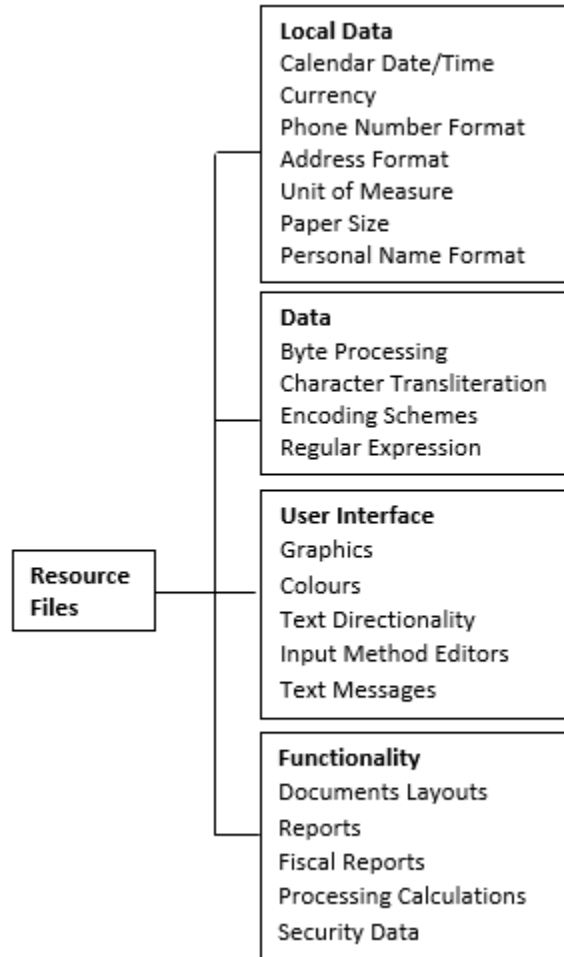 Local Data
Calendar Date/Time
Currency
Phone Number Format
Address Format
Unit of Measure
Paper Size
Personal Name Format
Data
Byte Processing
Character Transliteration
Encoding Schemes
Regular Expression
User Interface
Graphics
Colours
Text Directionality
Input Method Editors
Text Messages
Resource
Files
Functionality
Documents Layouts
Reports
Fiscal Reports
Processing Calculations
Security Data